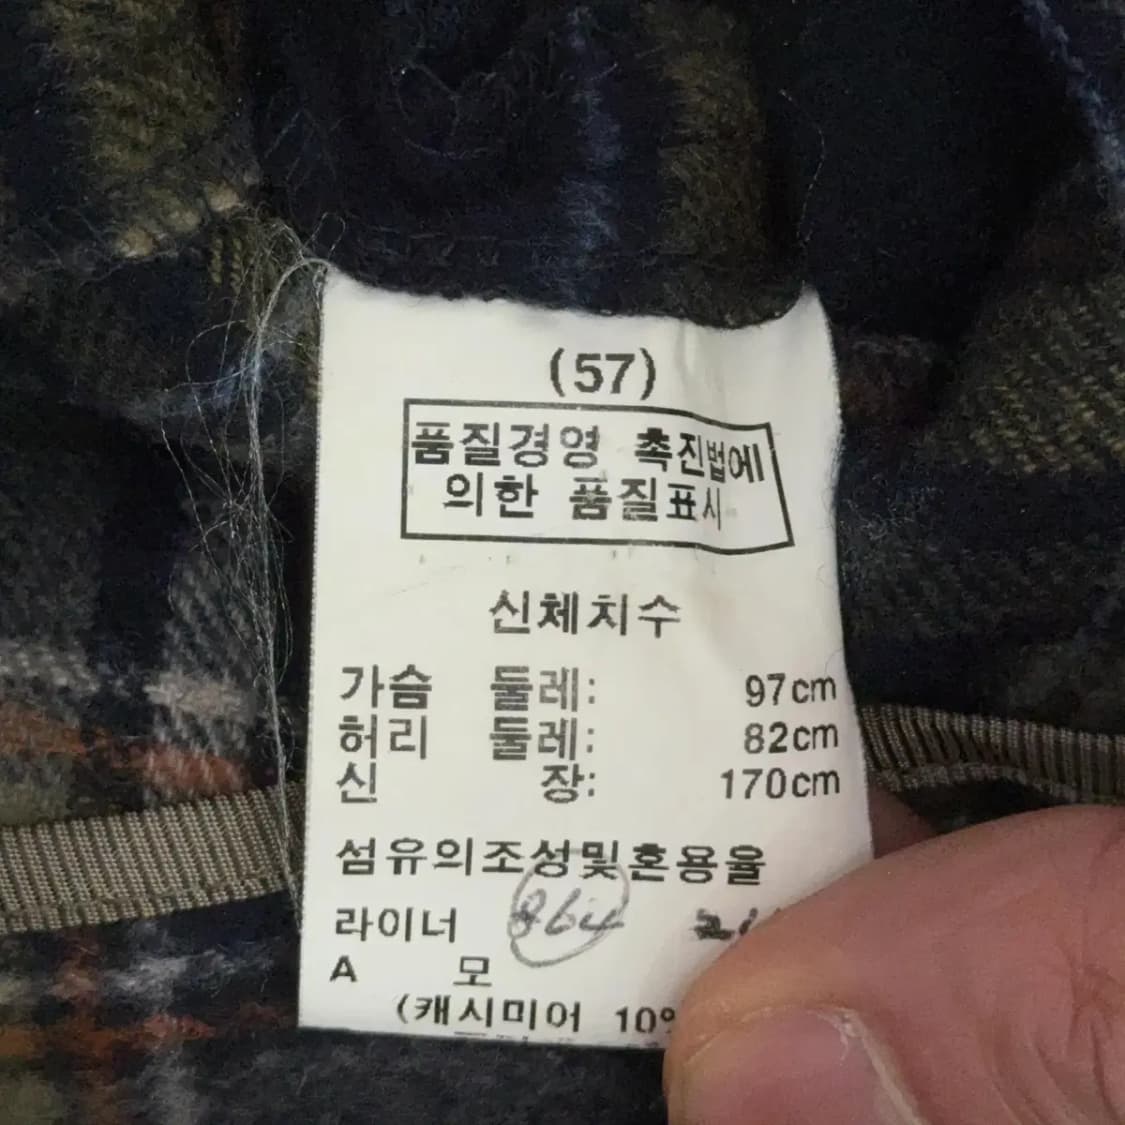 (57)
품질경영 촉진법에
의한 품질표시
신체치수
가슴 둘레: 97cm
허리 둘레: 82cm
신 장: 170cm
섬유의조성및혼용율
라이너
A 모
(캐시미어 10%